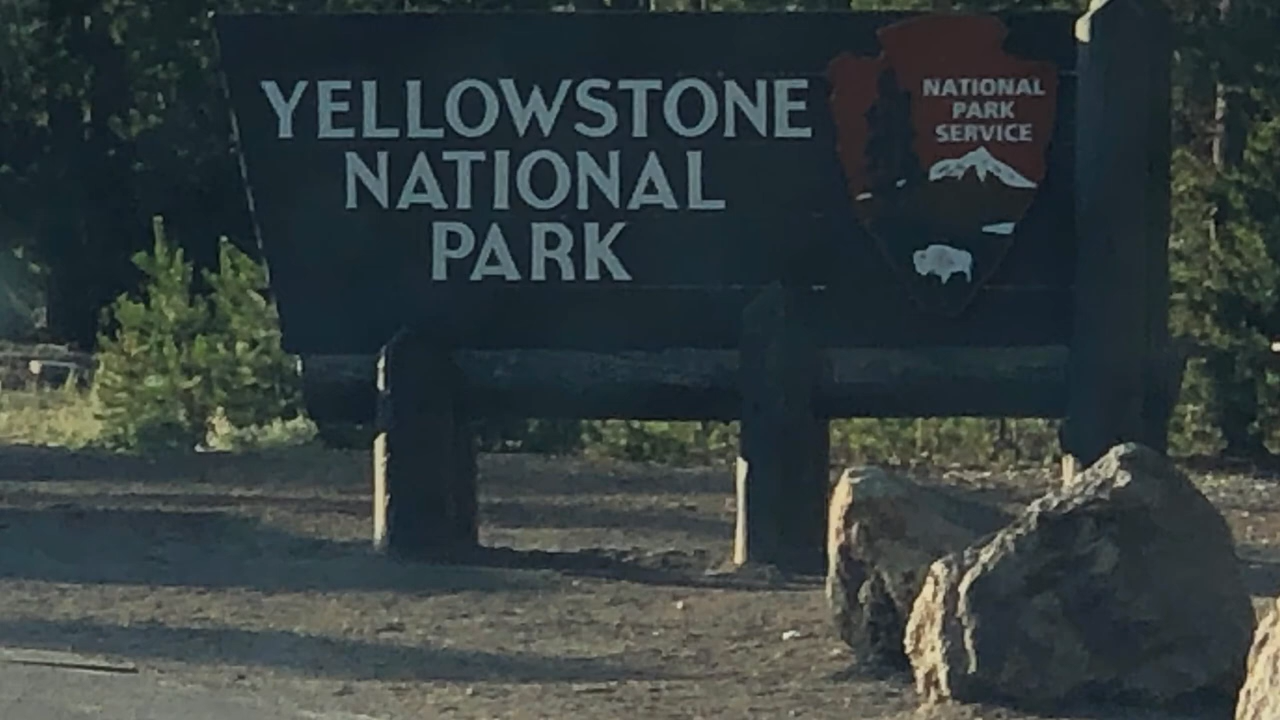 YELLOWSTONE
NATIONAL
PARK
NATIONAL
PARK
SERVICE